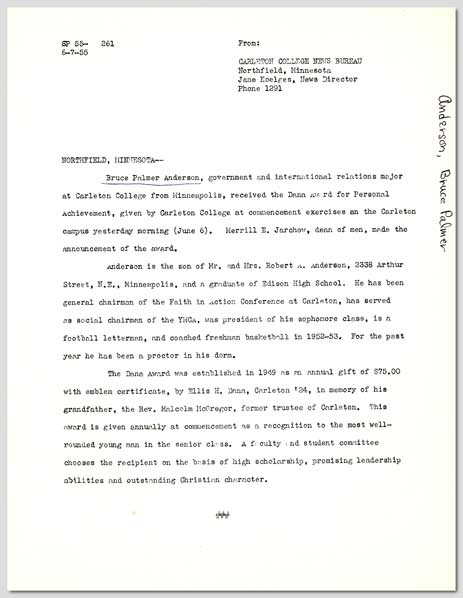 SP 55- 261
6-7-55
From:
CARLETON COLLEGE NEWS BUREAU
Northfield, Minnesota
Jane Koelges, News Director
Phone 1291
Anderson, Bruce Palmer
NORTHFIELD, MINNESOTA--
Bruce Palmer Anderson, government and international relations major
at Carleton College from Minneapolis, received the Dana Award for Personal
Achievement, given by Carleton College at commencement exercises on the Carleton
campus yesterday morning (June 6). Merrill E. Jarchow, dean of men, made the
announcement of the award.
Anderson is the son of Mr. and Mrs. Robert A. Anderson, 2338 Arthur
Street, N.E., Minneapolis, and a graduate of Edison High School. He has been
general chairman of the Faith in Action Conference at Carleton, has served
as social chairman of the YMCA, was president of his sophomore class, is a
football letterman, and coached freshman basketball in 1952-53. For the past
year he has been a proctor in his dorm.
The Dana Award was established in 1949 as an annual gift of $75.00
with emblem certificate, by Ellis H. Dana, Carleton '24, in memory of his
grandfather, the Rev. Malcolm McGregor, former trustee of Carleton. This
award is given annually at commencement as a recognition to the most well-
rounded young man in the senior class. A faculty and student committee
chooses the recipient on the basis of high scholarship, promising leadership
abilities and outstanding Christian character.
###